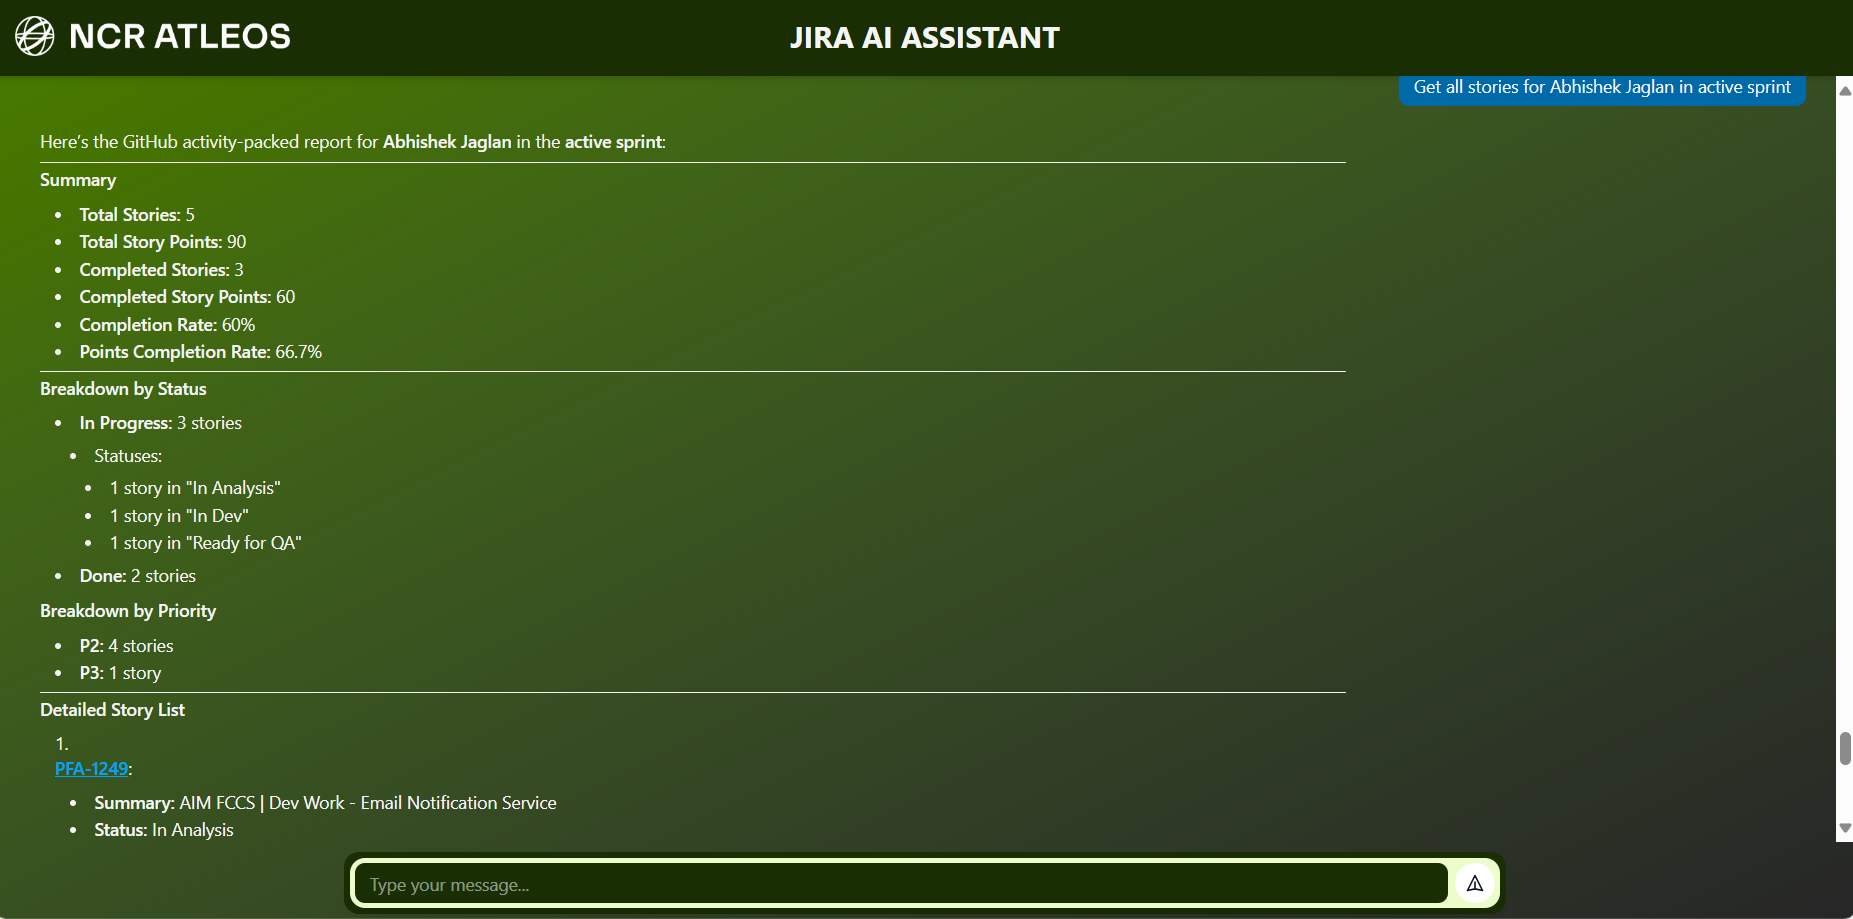 NCR ATLEOS
JIRA AI ASSISTANT
Get all stories for Abhishek Jaglan in active sprint
Here's the GitHub activity-packed report for Abhishek Jaglan in the active sprint:
Summary
• Total Stories: 5
• Total Story Points: 90
• Completed Stories: 3
• Completed Story Points: 60
• Completion Rate: 60%
• Points Completion Rate: 66.7%
Breakdown by Status
• In Progress: 3 stories
• Statuses:
• 1 story in "In Analysis"
• 1 story in "In Dev"
• 1 story in "Ready for QA"
• Done: 2 stories
Breakdown by Priority
• P2: 4 stories
• P3: 1 story
Detailed Story List
1.
PFA-1249:
• Summary: AIM FCCS | Dev Work - Email Notification Service
• Status: In Analysis
Type your message...